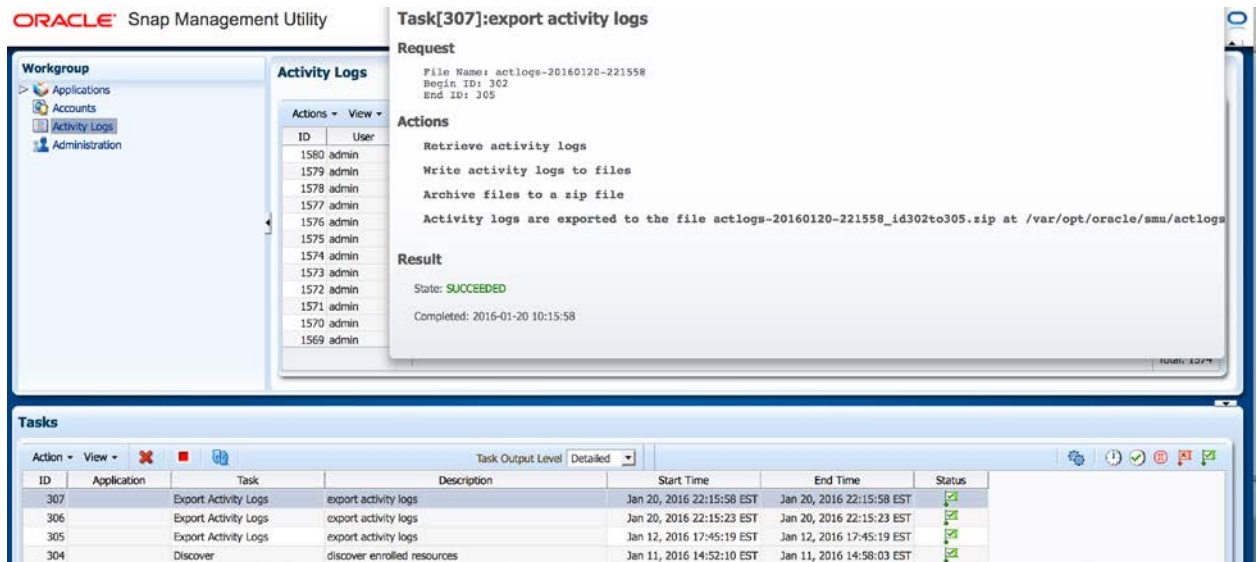 ORACLE Snap Management Utility
Task[307]:export activity logs
Request
File Name: actlogs-20160120-221558
Begin ID: 302
End ID: 305
Actions
Retrieve activity logs
Write activity logs to files
Archive files to a zip file
Activity logs are exported to the file actlogs-20160120-221558_id302to305.zip at /var/opt/oracle/smu/actlogs
Result
State: SUCCEEDED
Completed: 2016-01-20 10:15:58
Workgroup
Applications
Accounts
Activity Logs
Administration
Activity Logs
Actions View
ID User
1580 admin
1579 admin
1578 admin
1577 admin
1576 admin
1575 admin
1574 admin
1573 admin
1572 admin
1571 admin
1570 admin
1569 admin
Total: 1574
Tasks
Action View Task Output Level Detailed
ID Application Task Description Start Time End Time Status
307 Export Activity Logs export activity logs Jan 20, 2016 22:15:58 EST Jan 20, 2016 22:15:58 EST
306 Export Activity Logs export activity logs Jan 20, 2016 22:15:23 EST Jan 20, 2016 22:15:23 EST
305 Export Activity Logs export activity logs Jan 12, 2016 17:45:19 EST Jan 12, 2016 17:45:19 EST
304 Discover discover enrolled resources Jan 11, 2016 14:52:10 EST Jan 11, 2016 14:58:03 EST